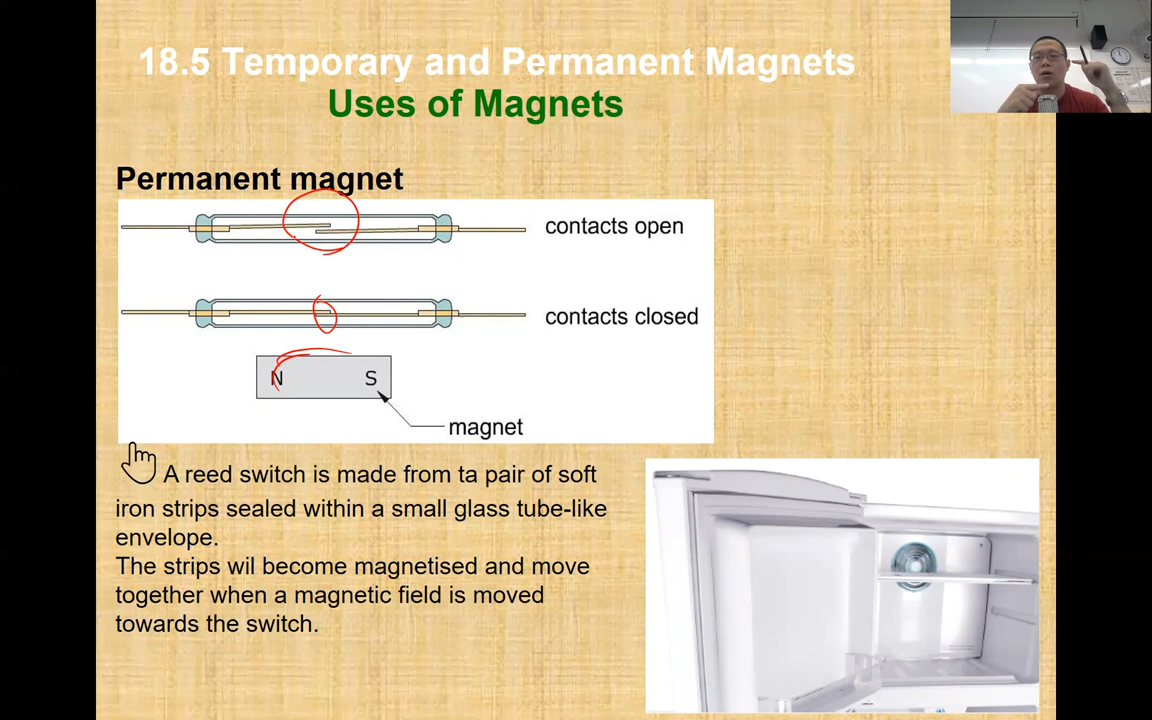 18.5 Temporary and Permanent Magnets
Uses of Magnets
Permanent magnet
contacts open
contacts closed
N S
magnet
A reed switch is made from ta pair of soft
iron strips sealed within a small glass tube-like
envelope.
The strips wil become magnetised and move
together when a magnetic field is moved
towards the switch.